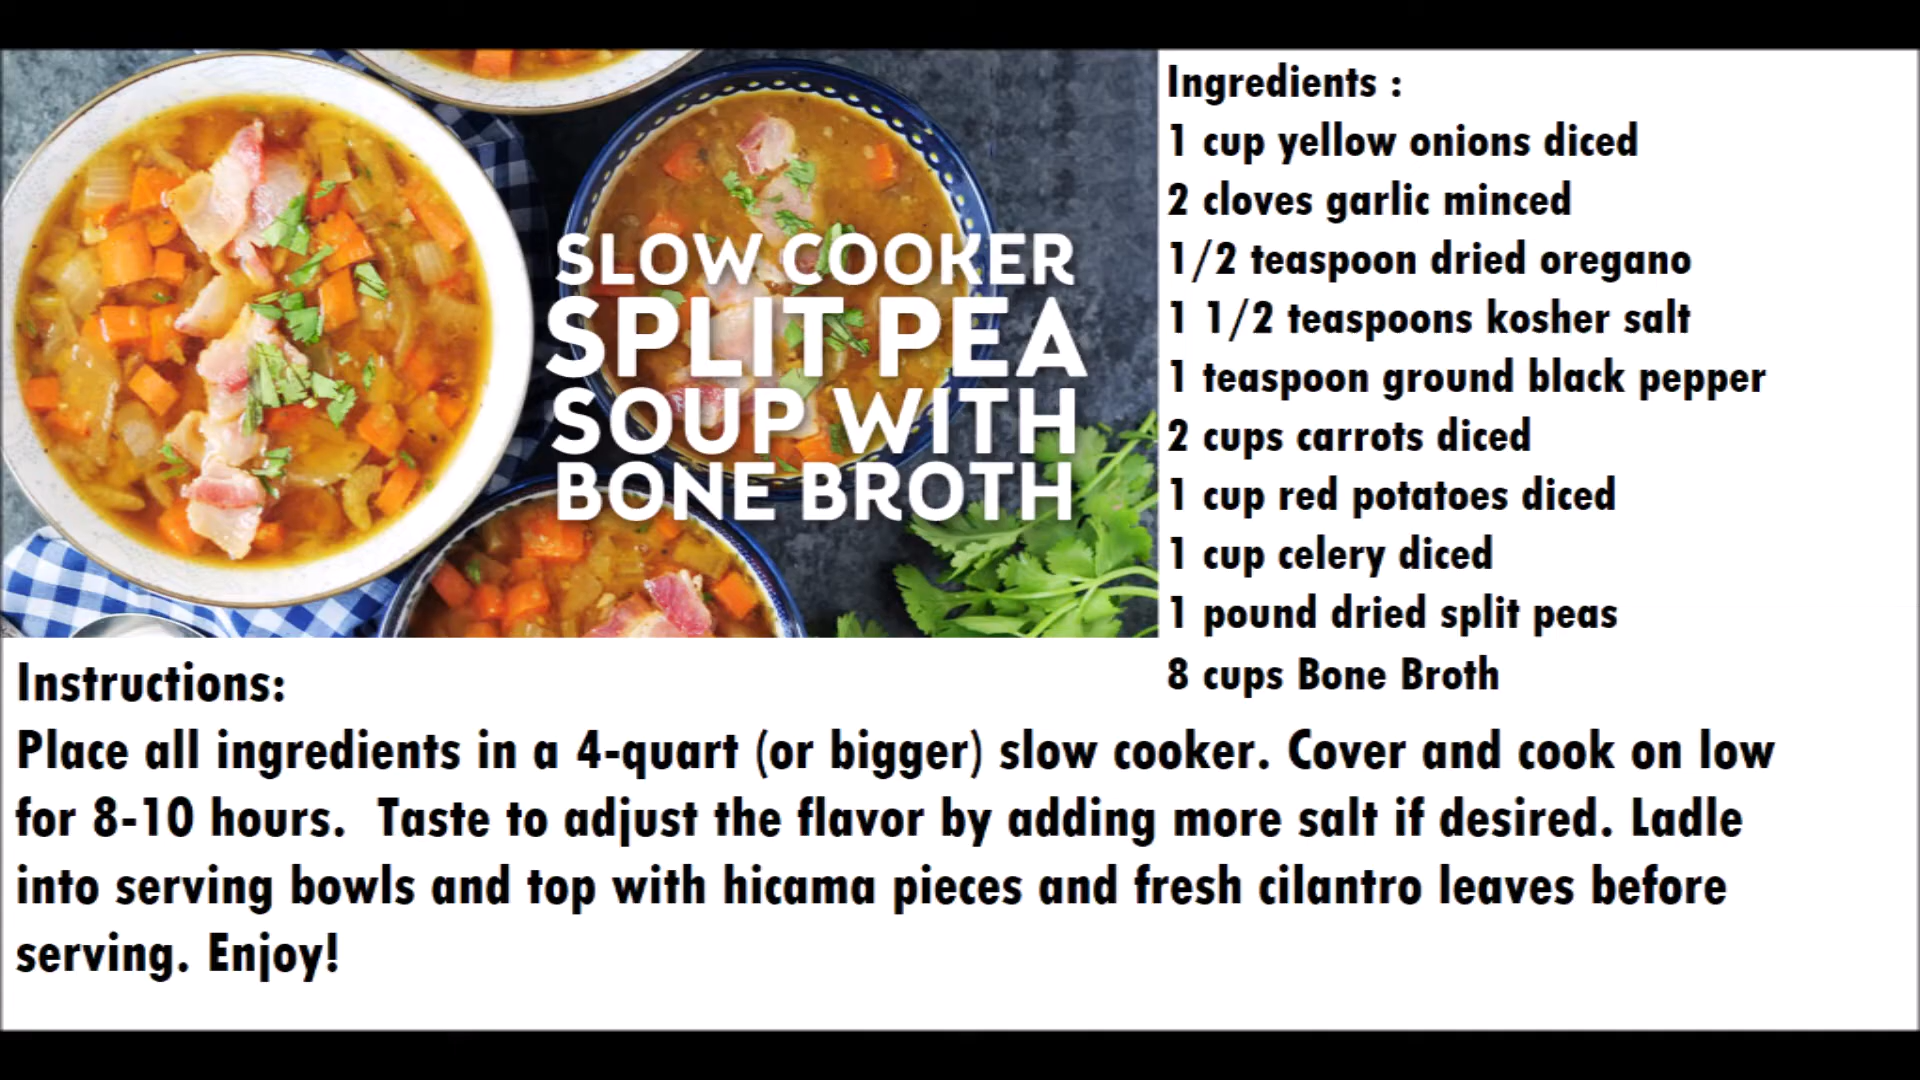 SLOW COOKER
SPLIT PEA
SOUP WITH
BONE BROTH
Ingredients :
1 cup yellow onions diced
2 cloves garlic minced
1/2 teaspoon dried oregano
1 1/2 teaspoons kosher salt
1 teaspoon ground black pepper
2 cups carrots diced
1 cup red potatoes diced
1 cup celery diced
1 pound dried split peas
8 cups Bone Broth
Instructions:
Place all ingredients in a 4-quart (or bigger) slow cooker. Cover and cook on low
for 8-10 hours.  Taste to adjust the flavor by adding more salt if desired. Ladle
into serving bowls and top with hicama pieces and fresh cilantro leaves before
serving. Enjoy!